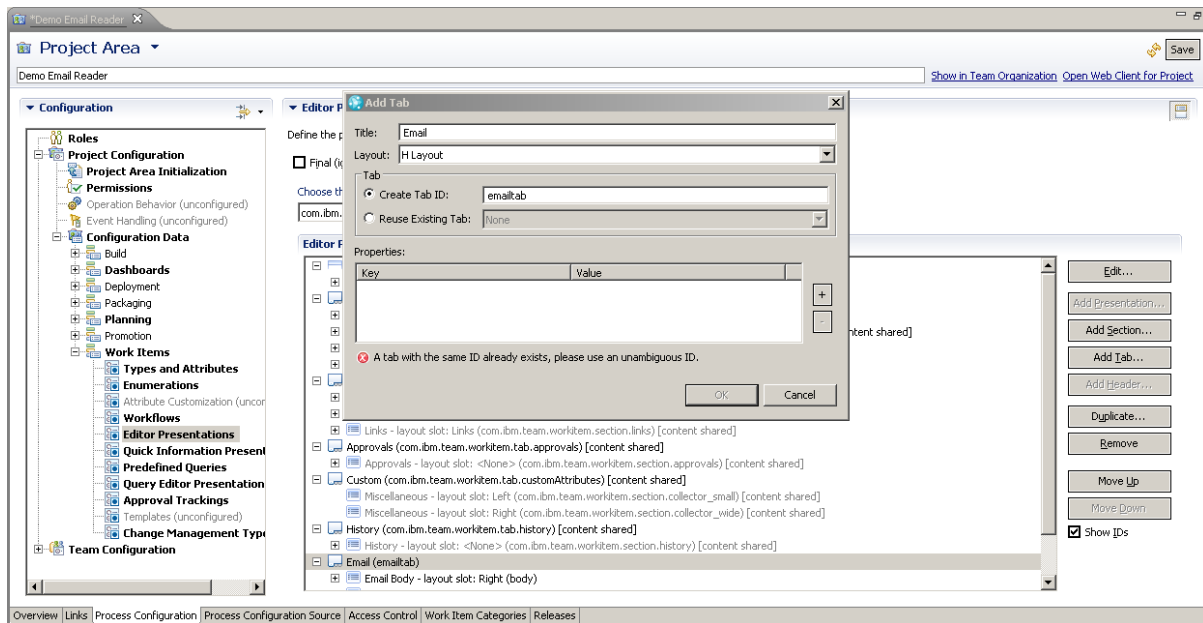 *Demo Email Reader
Project Area
Save
Demo Email Reader
Show in Team Organization Open Web Client for Project
Configuration
Roles
Project Configuration
Project Area Initialization
Permissions
Operation Behavior (unconfigured)
Event Handling (unconfigured)
Configuration Data
Build
Dashboards
Deployment
Packaging
Planning
Promotion
Work Items
Types and Attributes
Enumerations
Attribute Customization (uncor
Workflows
Editor Presentations
Quick Information Present
Predefined Queries
Query Editor Presentation
Approval Trackings
Templates (unconfigured)
Change Management Type
Team Configuration
Editor P
Define the p
Final (i
Choose th
com.ibm.
Editor P
Add Tab
Title: Email
Layout: H Layout
Tab
Create Tab ID: emailtab
Reuse Existing Tab: None
Properties:
Key Value
+
-
A tab with the same ID already exists, please use an unambiguous ID.
OK Cancel
ntent shared]
Links - layout slot: Links (com.ibm.team.workitem.section.links) [content shared]
Approvals (com.ibm.team.workitem.tab.approvals) [content shared]
Approvals - layout slot: <None> (com.ibm.team.workitem.section.approvals) [content shared]
Custom (com.ibm.team.workitem.tab.customAttributes) [content shared]
Miscellaneous - layout slot: Left (com.ibm.team.workitem.section.collector_small) [content shared]
Miscellaneous - layout slot: Right (com.ibm.team.workitem.section.collector_wide) [content shared]
History (com.ibm.team.workitem.tab.history) [content shared]
History - layout slot: <None> (com.ibm.team.workitem.section.history) [content shared]
Email (emailtab)
Email Body - layout slot: Right (body)
Edit...
Add Presentation...
Add Section...
Add Tab...
Add Header...
Duplicate...
Remove
Move Up
Move Down
Show IDs
Overview Links Process Configuration Process Configuration Source Access Control Work Item Categories Releases